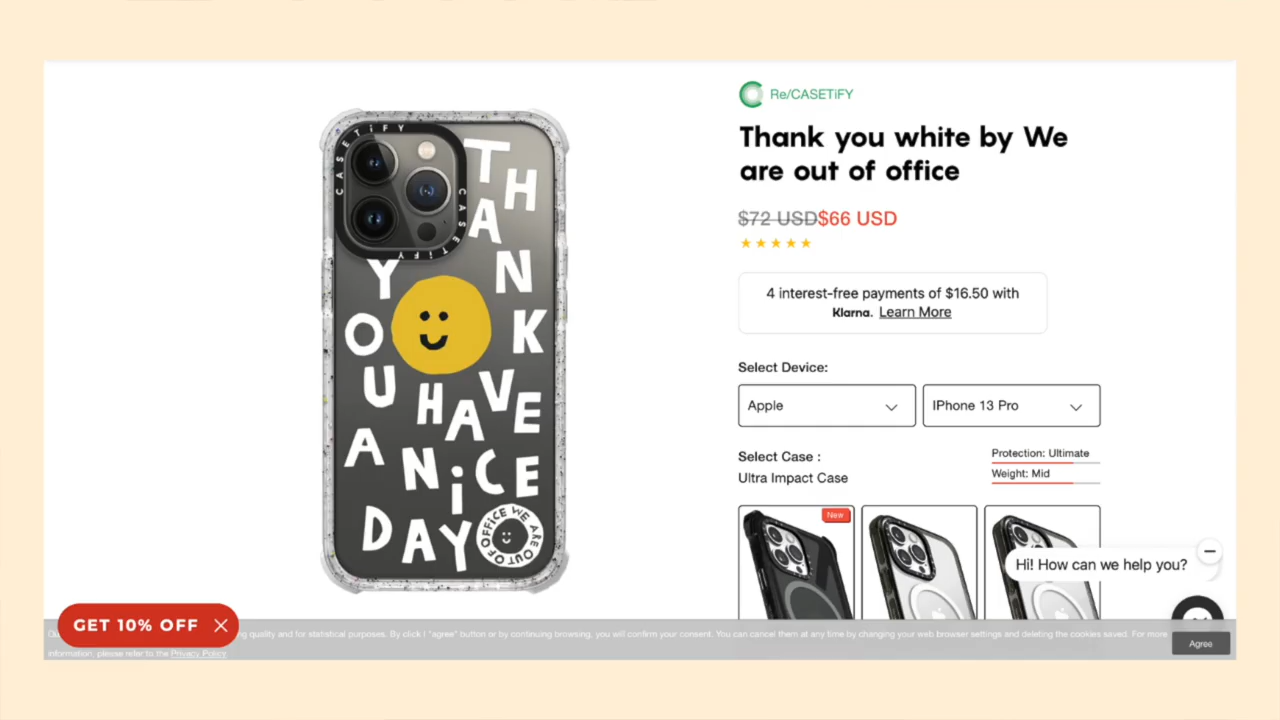 CASETiFY
CASETiFY
CASETiFY
CASETiFY
THANK
YOU
HAVE
A NiCE
DAY
WE ARE OUT OF OFFICE
Re/CASETiFY
Thank you white by We
are out of office
$72 USD$66 USD
4 interest-free payments of $16.50 with
Klarna. Learn More
Select Device:
Apple
IPhone 13 Pro
Select Case :
Ultra Impact Case
Protection: Ultimate
Weight: Mid
New
Hi! How can we help you?
GET 10% OFF
quality and for statistical purposes. By click I "agree" button or by continuing browsing, you will confirm your consent. You can cancel them at any time by changing your web browser settings and deleting the cookies saved. For more
information, please refer to the Privacy Policy
Agree